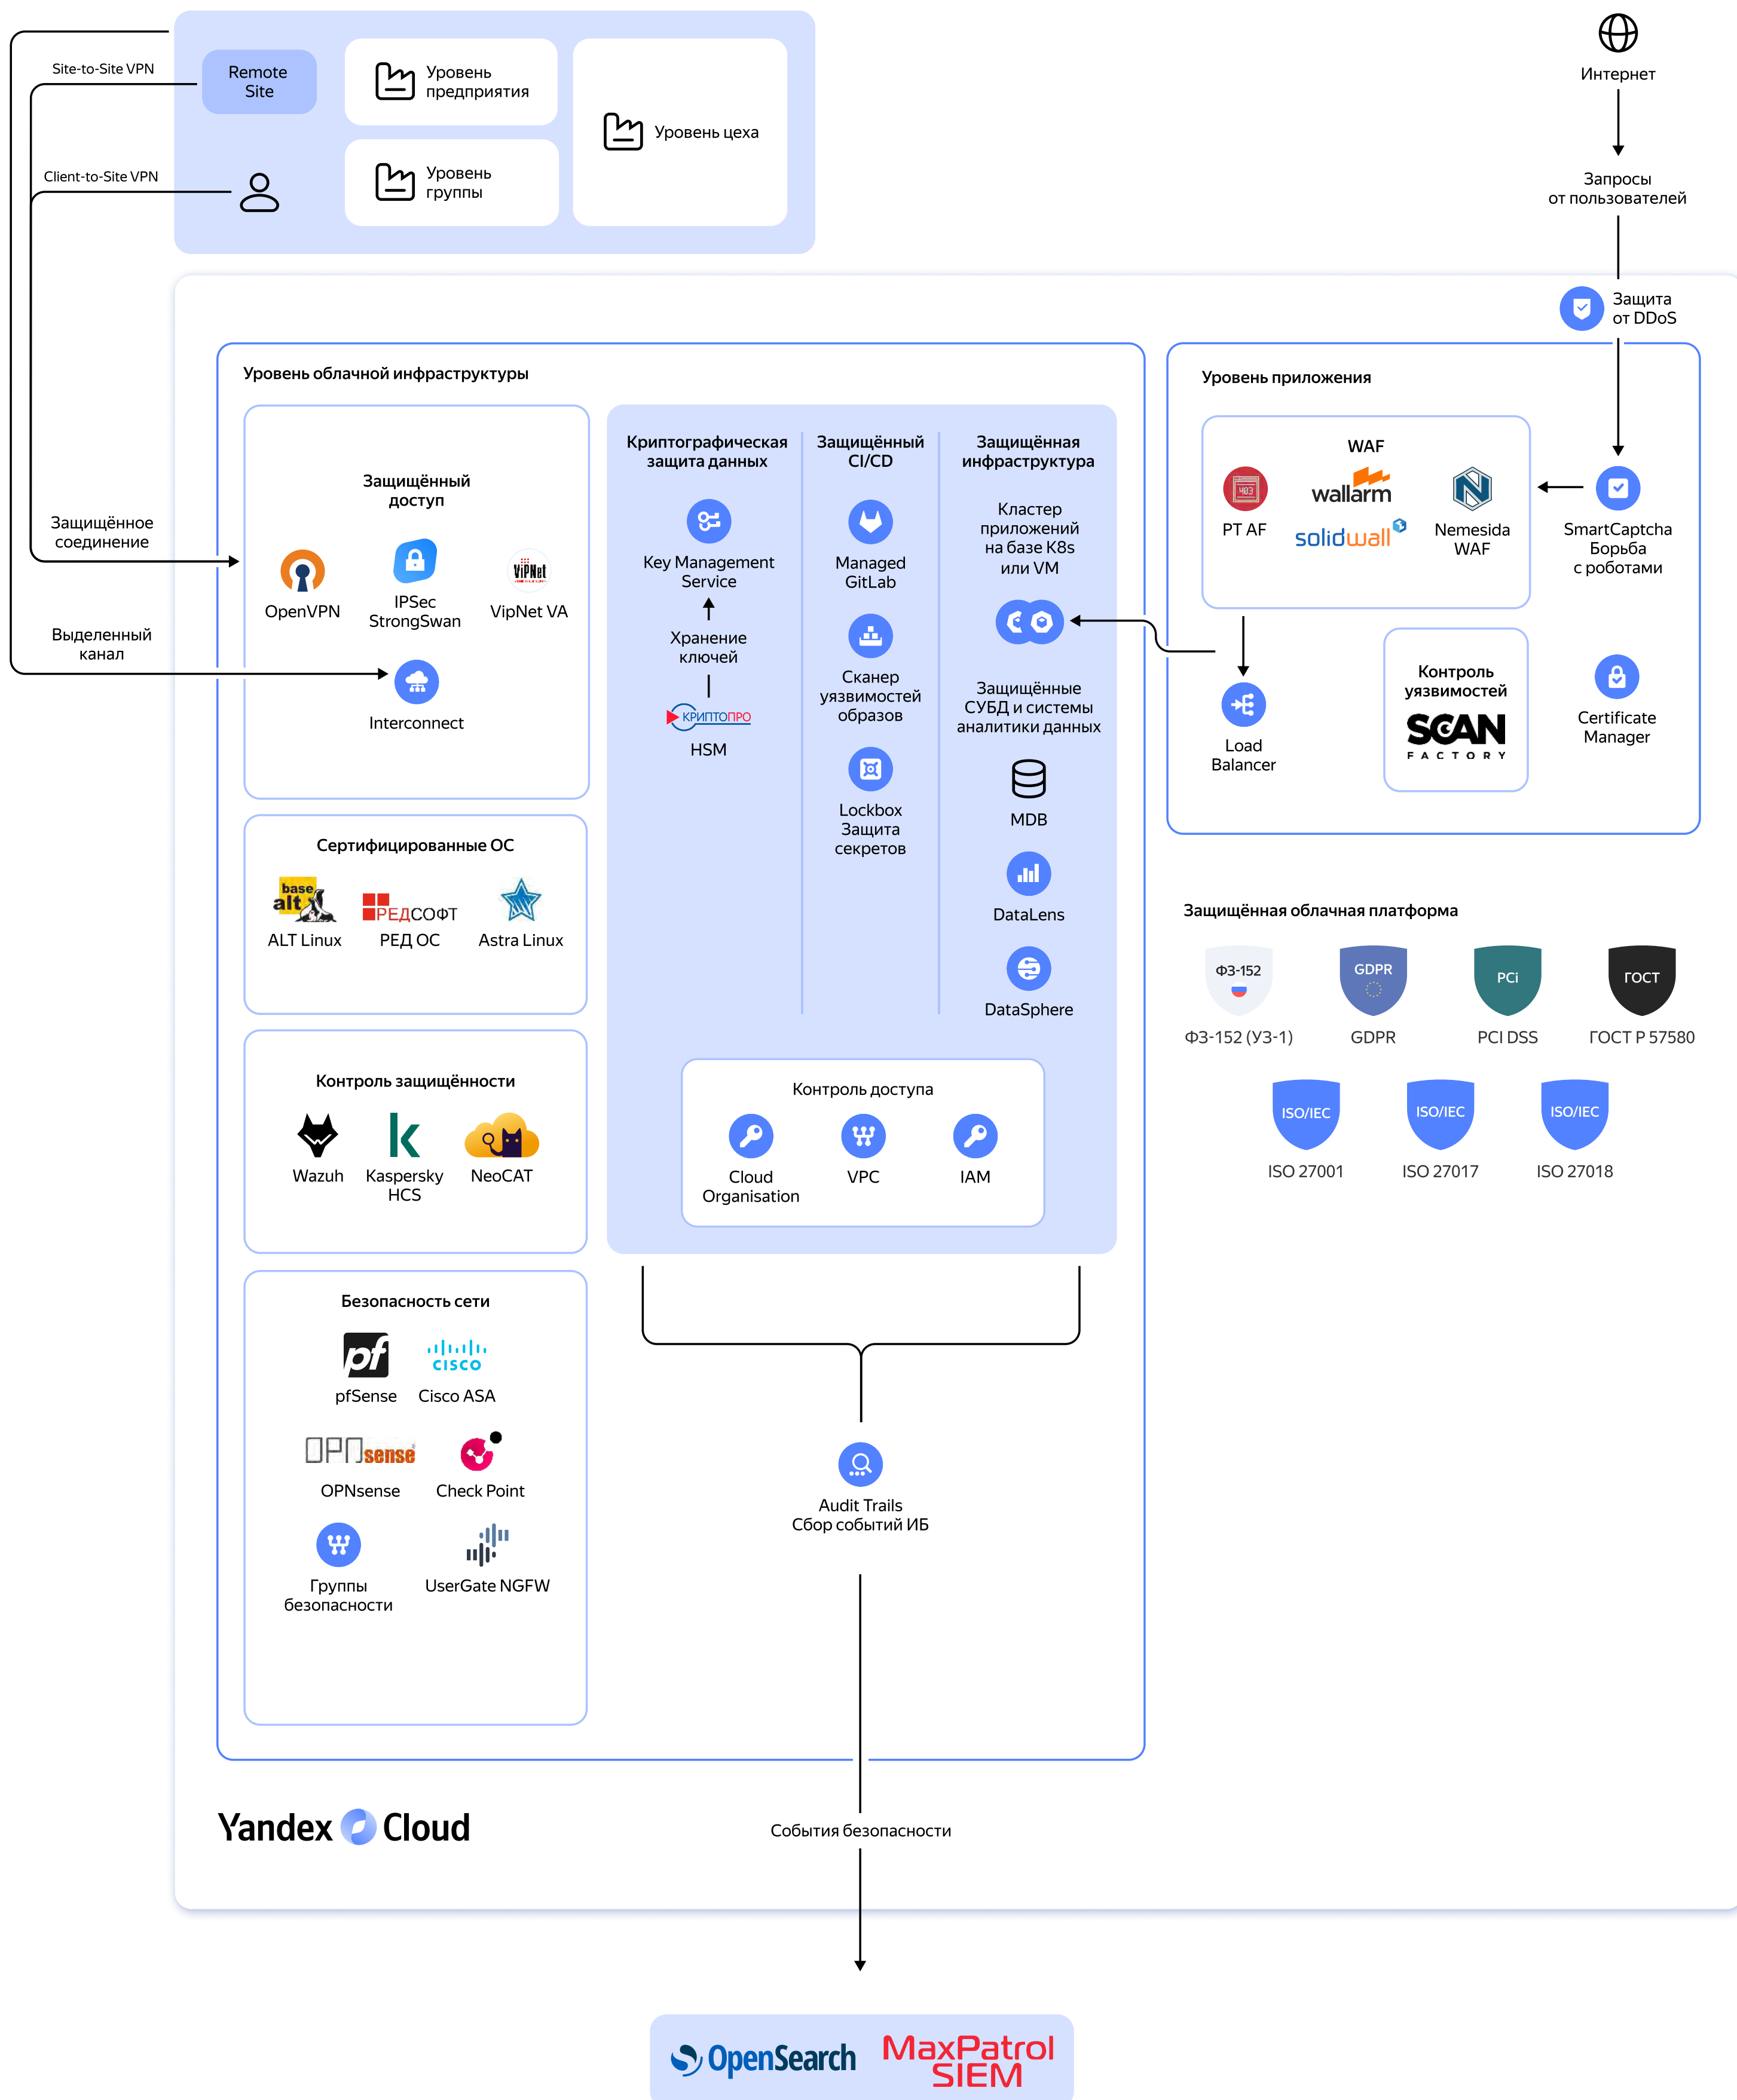 Site-to-Site VPN
Remote
Site
Уровень
предприятия
Уровень цеха
Client-to-Site VPN
Уровень
группы
Интернет
Запросы
от пользователей
Защита
от DDoS
Уровень облачной инфраструктуры
Защищённое
соединение
Выделенный
канал
Защищённый
доступ
OpenVPN
IPSec
StrongSwan
ViPNet
VipNet VA
Interconnect
Сертифицированные ОС
base
alt
ALT Linux
РЕДСОФТ
РЕД ОС
Astra Linux
Контроль защищённости
Wazuh
Kaspersky
HCS
NeoCAT
Безопасность сети
pf
pfSense
CISCO
Cisco ASA
OPNsense
OPNsense
Check Point
Группы
безопасности
UserGate NGFW
Криптографическая
защита данных
Key Management
Service
Хранение
ключей
КРИПТОПРО
HSM
Защищённый
CI/CD
Managed
GitLab
Сканер
уязвимостей
образов
Lockbox
Защита
секретов
Защищённая
инфраструктура
Кластер
приложений
на базе K8s
или VM
Защищённые
СУБД и системы
аналитики данных
MDB
DataLens
DataSphere
Контроль доступа
Cloud
Organisation
VPC
IAM
Audit Trails
Сбор событий ИБ
События безопасности
Уровень приложения
WAF
403
PT AF
wallarm
solidwall
Nemesida
WAF
SmartCaptcha
Борьба
с роботами
Load
Balancer
Контроль
уязвимостей
SCAN
FACTORY
Certificate
Manager
Защищённая облачная платформа
ФЗ-152
ФЗ-152 (УЗ-1)
GDPR
GDPR
PCi
PCI DSS
ГОСТ
ГОСТ Р 57580
ISO/IEC
ISO 27001
ISO/IEC
ISO 27017
ISO/IEC
ISO 27018
Yandex Cloud
OpenSearch
MaxPatrol
SIEM